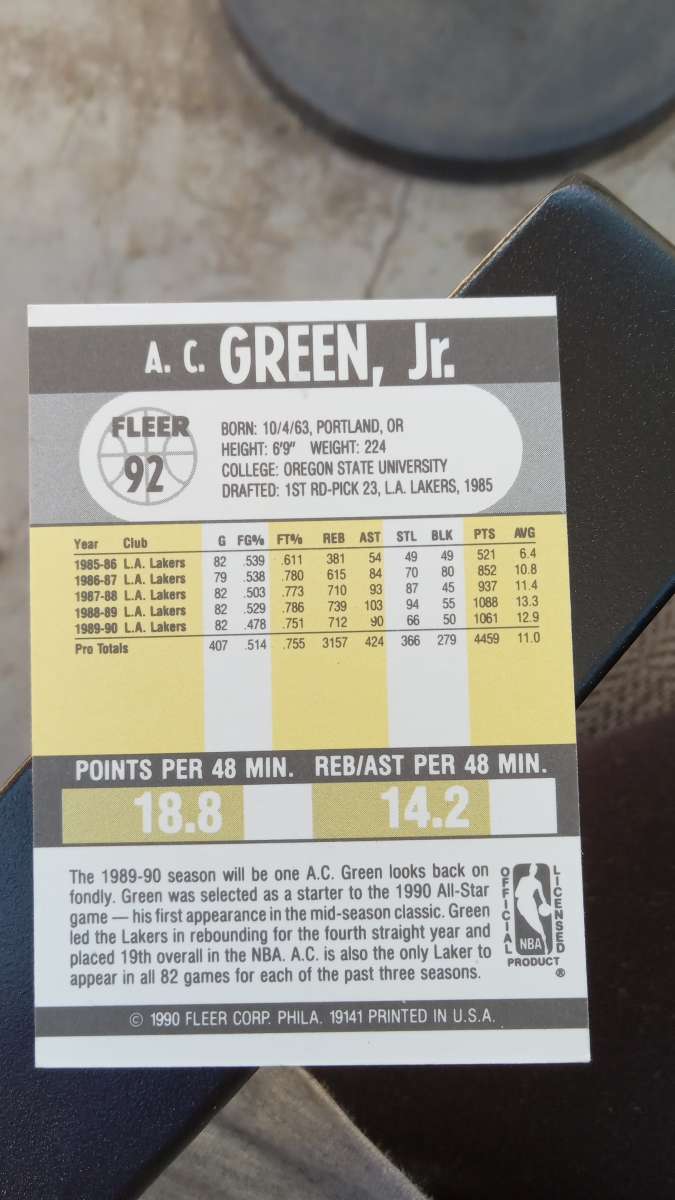 A. C. GREEN, Jr.
FLEER
92
BORN: 10/4/63, PORTLAND, OR
HEIGHT: 6'9" WEIGHT: 224
COLLEGE: OREGON STATE UNIVERSITY
DRAFTED: 1ST RD-PICK 23, L.A. LAKERS, 1985
Year Club G FG% FT% REB AST STL BLK PTS AVG
1985-86 L.A. Lakers 82 .539 .611 381 54 49 49 521 6.4
1986-87 L.A. Lakers 79 .538 .780 615 84 70 80 852 10.8
1987-88 L.A. Lakers 82 .503 .773 710 93 87 45 937 11.4
1988-89 L.A. Lakers 82 .529 .786 739 103 94 55 1088 13.3
1989-90 L.A. Lakers 82 .478 .751 712 90 66 50 1061 12.9
Pro Totals 407 .514 .755 3157 424 366 279 4459 11.0
POINTS PER 48 MIN. REB/AST PER 48 MIN.
18.8 14.2
The 1989-90 season will be one A.C. Green looks back on
fondly. Green was selected as a starter to the 1990 All-Star
game — his first appearance in the mid-season classic. Green
led the Lakers in rebounding for the fourth straight year and
placed 19th overall in the NBA. A.C. is also the only Laker to
appear in all 82 games for each of the past three seasons.
OFFICIAL
LICENSED
NBA
PRODUCT
®
© 1990 FLEER CORP. PHILA. 19141 PRINTED IN U.S.A.